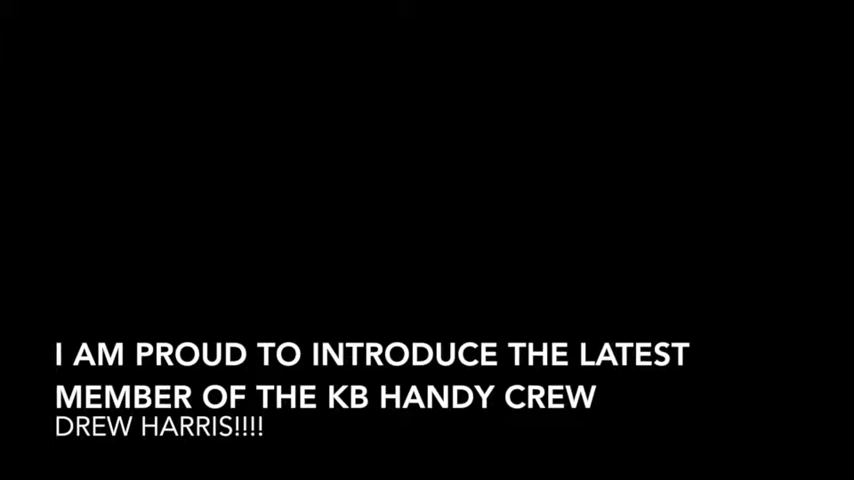 I AM PROUD TO INTRODUCE THE LATEST
MEMBER OF THE KB HANDY CREW
DREW HARRIS!!!!